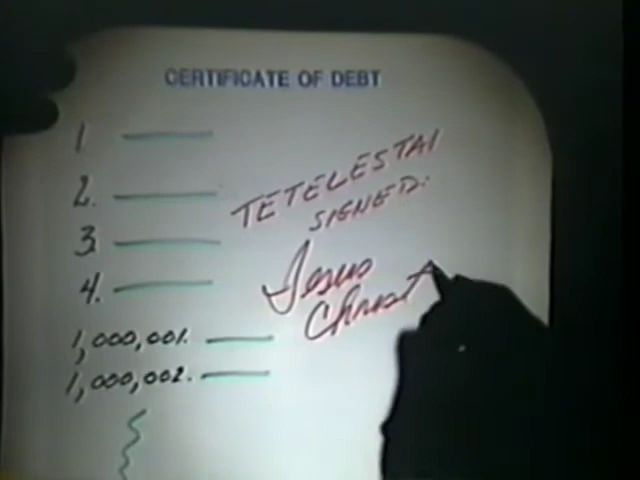 CERTIFICATE OF DEBT
1.
2.
3.
4.
1,000,001.
1,000,002.
TETELESTAI
SIGNED:
Jesus
Christ